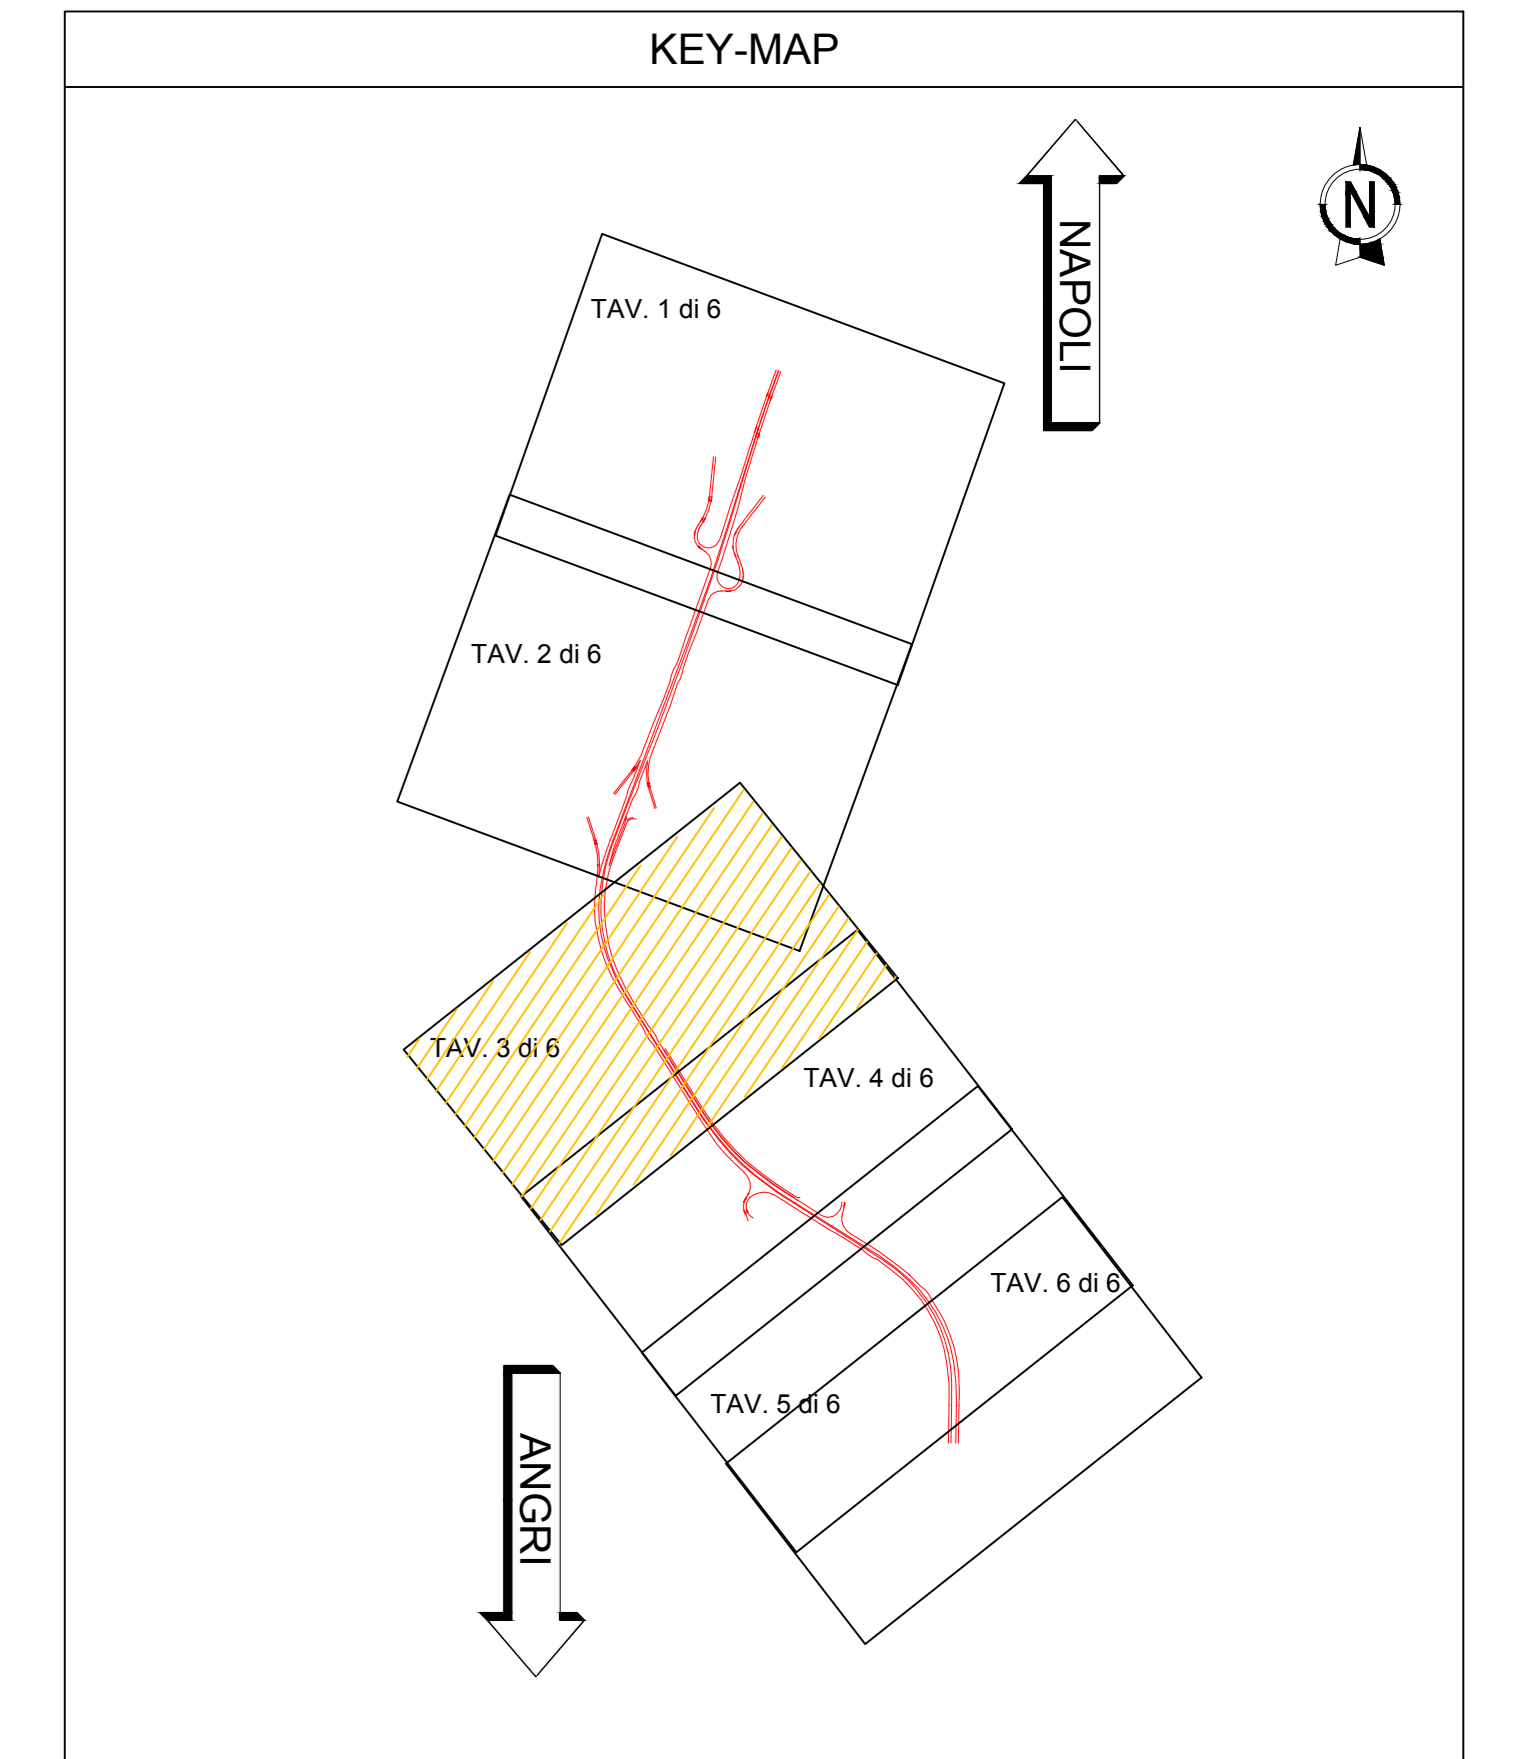 KEY-MAP
N
NAPOLI
TAV. 1 di 6
TAV. 2 di 6
TAV. 3 di 6
TAV. 4 di 6
TAV. 6 di 6
TAV. 5 di 6
ANGRI